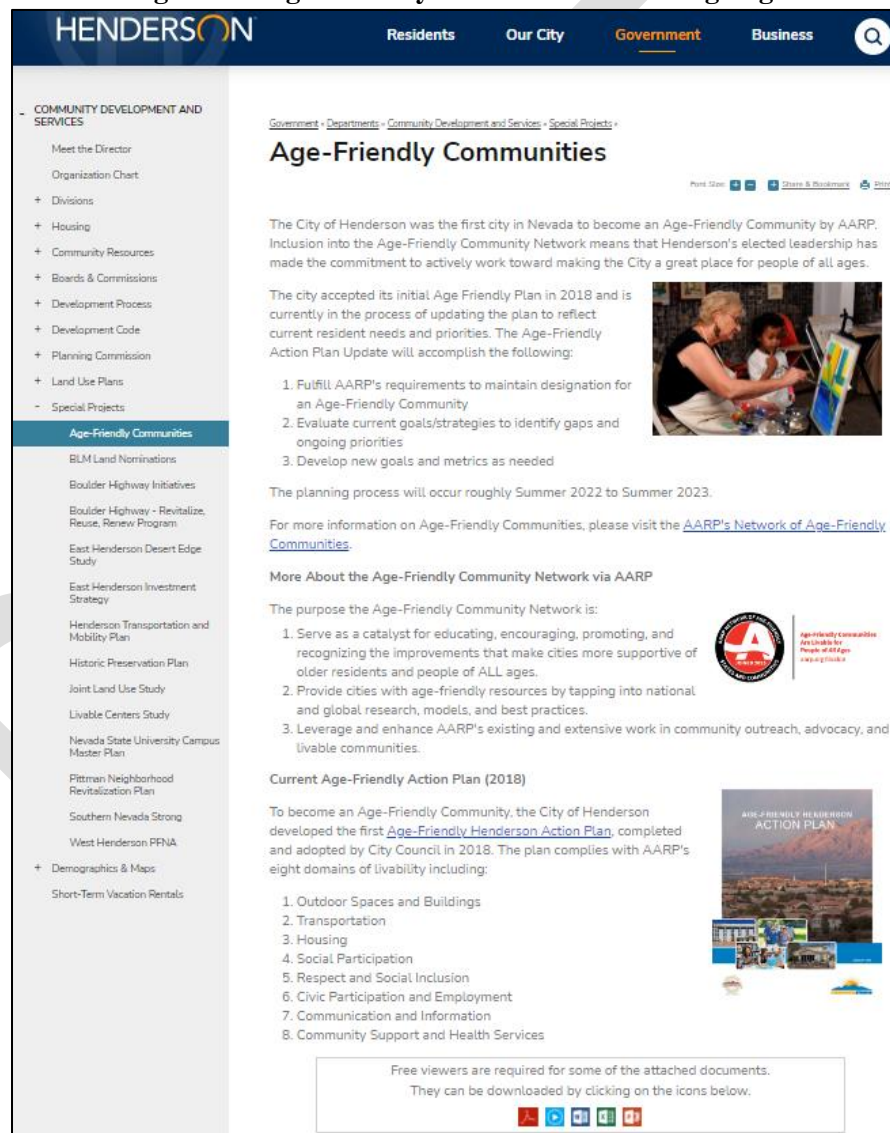 HENDERSON
Residents
Our City
Government
Business
- COMMUNITY DEVELOPMENT AND
SERVICES
Meet the Director
Organization Chart
+ Divisions
+ Housing
+ Community Resources
+ Boards & Commissions
+ Development Process
+ Development Code
+ Planning Commission
+ Land Use Plans
- Special Projects
Age-Friendly Communities
BLM Land Nominations
Boulder Highway Initiatives
Boulder Highway - Revitalize,
Reuse, Renew Program
East Henderson Desert Edge
Study
East Henderson Investment
Strategy
Henderson Transportation and
Mobility Plan
Historic Preservation Plan
Joint Land Use Study
Livable Centers Study
Nevada State University Campus
Master Plan
Pittman Neighborhood
Revitalization Plan
Southern Nevada Strong
West Henderson PFNA
+ Demographics & Maps
Short-Term Vacation Rentals
Government » Departments » Community Development and Services » Special Projects »
Age-Friendly Communities
Font Size: + - + Share & Bookmark Print
The City of Henderson was the first city in Nevada to become an Age-Friendly Community by AARP.
Inclusion into the Age-Friendly Community Network means that Henderson's elected leadership has
made the commitment to actively work toward making the City a great place for people of all ages.
The city accepted its initial Age Friendly Plan in 2018 and is
currently in the process of updating the plan to reflect
current resident needs and priorities. The Age-Friendly
Action Plan Update will accomplish the following:
1. Fulfill AARP's requirements to maintain designation for
an Age-Friendly Community
2. Evaluate current goals/strategies to identify gaps and
ongoing priorities
3. Develop new goals and metrics as needed
The planning process will occur roughly Summer 2022 to Summer 2023.
For more information on Age-Friendly Communities, please visit the AARP's Network of Age-Friendly
Communities.
More About the Age-Friendly Community Network via AARP
The purpose the Age-Friendly Community Network is:
1. Serve as a catalyst for educating, encouraging, promoting, and
recognizing the improvements that make cities more supportive of
older residents and people of ALL ages.
2. Provide cities with age-friendly resources by tapping into national
and global research, models, and best practices.
3. Leverage and enhance AARP's existing and extensive work in community outreach, advocacy, and
livable communities.
Age-Friendly Communities
Are Livable for
People of All Ages
Current Age-Friendly Action Plan (2018)
To become an Age-Friendly Community, the City of Henderson
developed the first Age-Friendly Henderson Action Plan, completed
and adopted by City Council in 2018. The plan complies with AARP's
eight domains of livability including:
1. Outdoor Spaces and Buildings
2. Transportation
3. Housing
4. Social Participation
5. Respect and Social Inclusion
6. Civic Participation and Employment
7. Communication and Information
8. Community Support and Health Services
AGE-FRIENDLY HENDERSON
ACTION PLAN
Free viewers are required for some of the attached documents.
They can be downloaded by clicking on the icons below.